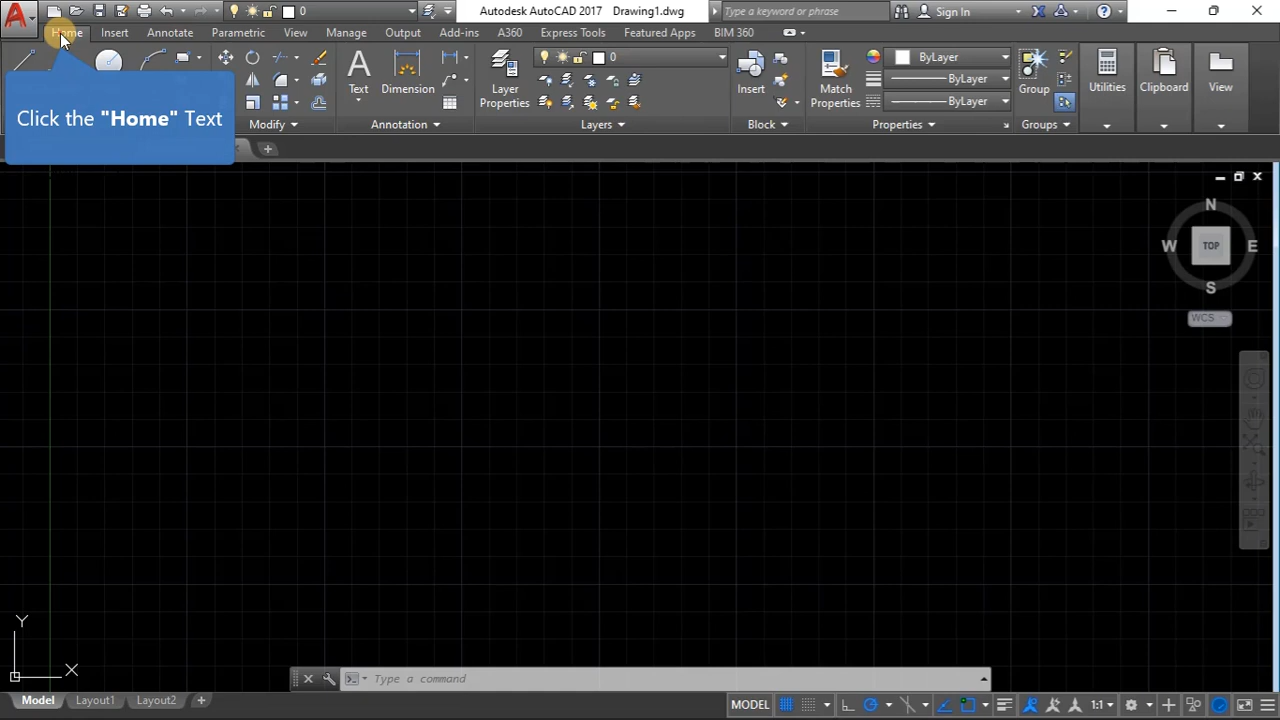 0
Autodesk AutoCAD 2017 Drawing1.dwg
Type a keyword or phrase
Sign In
Home Insert Annotate Parametric View Manage Output Add-ins A360 Express Tools Featured Apps BIM 360
Click the "Home" Text
Text
Dimension
Layer
Properties
0
Insert
Match
Properties
ByLayer
ByLayer
ByLayer
Group
Utilities
Clipboard
View
Modify
Annotation
Layers
Block
Properties
Groups
N
W TOP E
S
WCS
Y
X
Type a command
Model Layout1 Layout2
MODEL
1:1